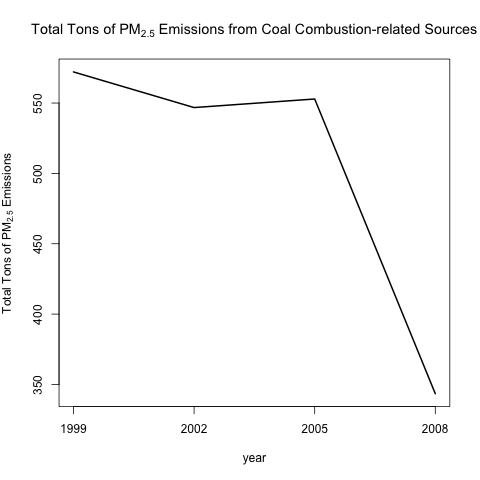 Total Tons of PM2.5 Emissions from Coal Combustion-related Sources
Total Tons of PM2.5 Emissions
550
500
450
400
350
1999 2002 2005 2008
year